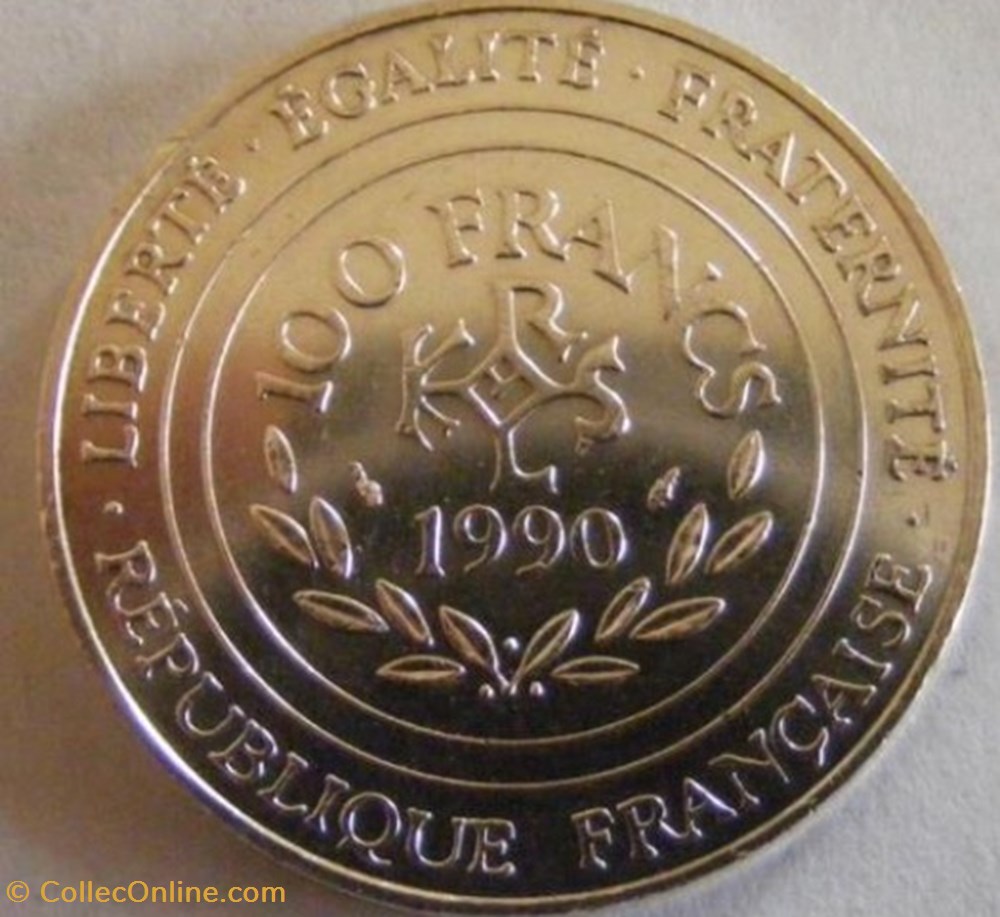 · LIBERTÉ · ÉGALITÉ · FRATERNITÉ ·
100 FRANCS
K R L S
1990
RÉPUBLIQUE FRANÇAISE
© CollecOnline.com